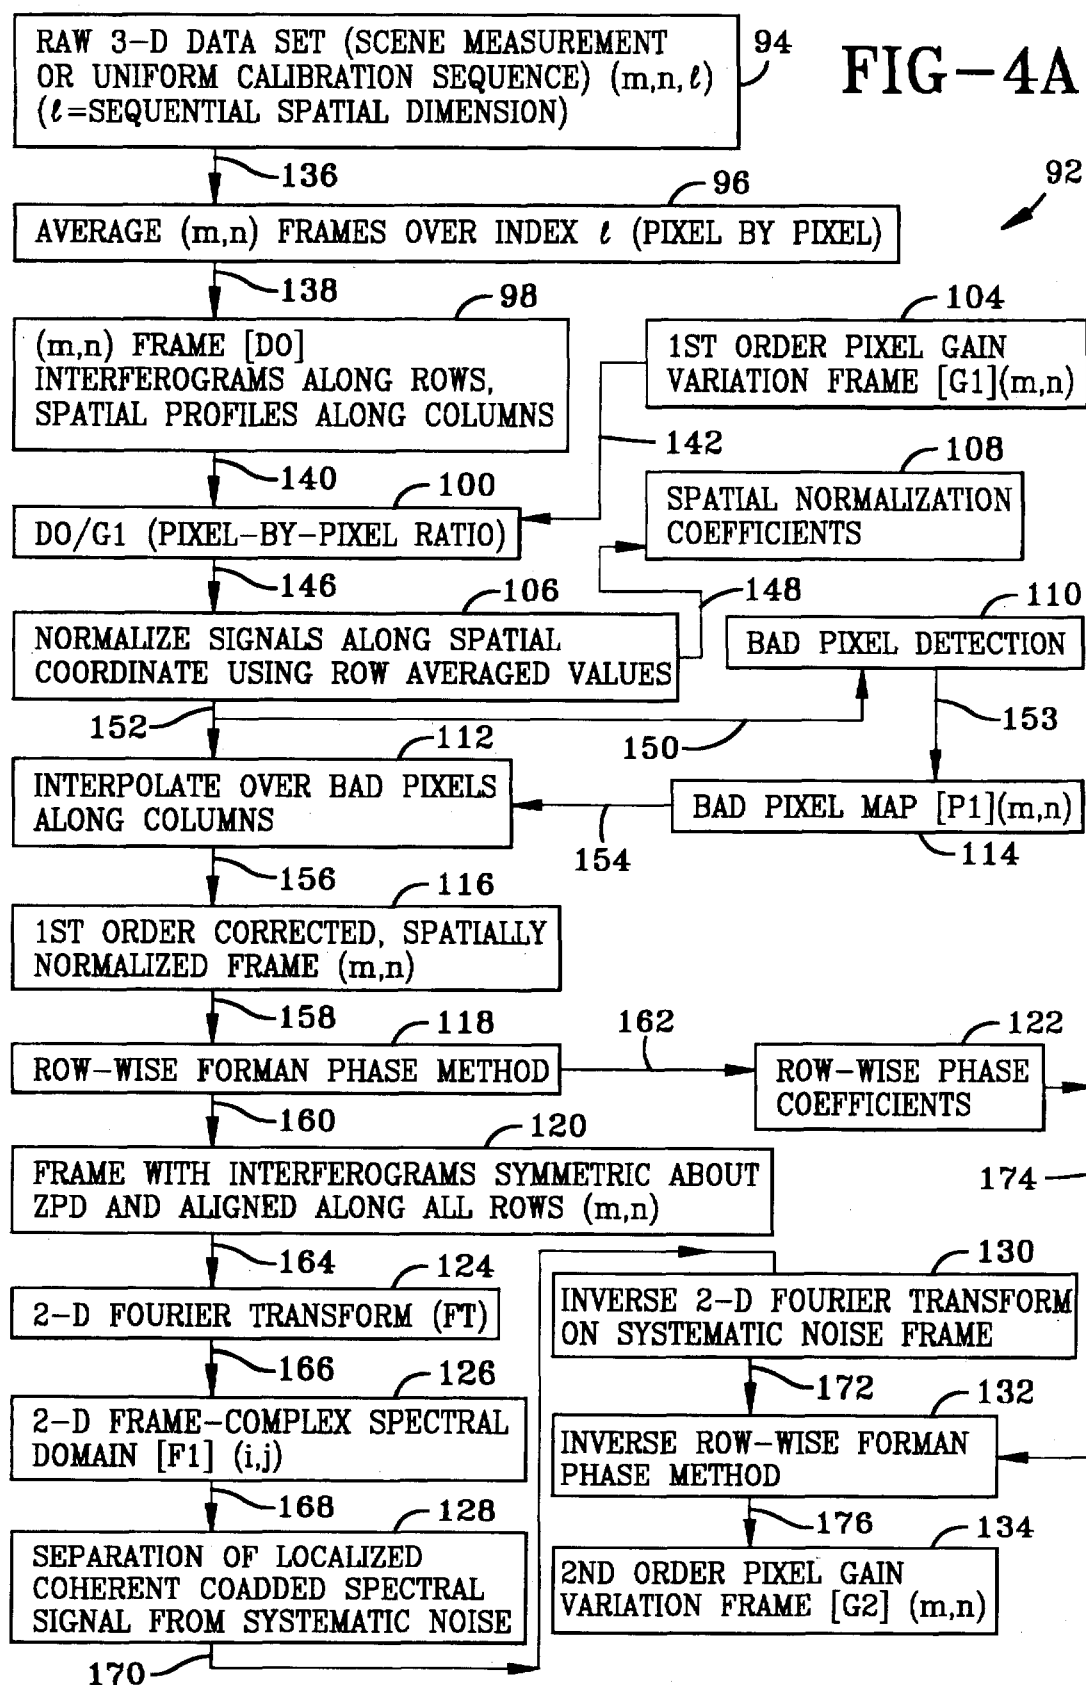 RAW 3-D DATA SET (SCENE MEASUREMENT
OR UNIFORM CALIBRATION SEQUENCE) (m,n,ℓ)
(ℓ=SEQUENTIAL SPATIAL DIMENSION)
94
FIG-4A
136
92
96
AVERAGE (m,n) FRAMES OVER INDEX ℓ (PIXEL BY PIXEL)
138
98
(m,n) FRAME [DO]
INTERFEROGRAMS ALONG ROWS,
SPATIAL PROFILES ALONG COLUMNS
104
1ST ORDER PIXEL GAIN
VARIATION FRAME [G1](m,n)
142
140
100
DO/G1 (PIXEL-BY-PIXEL RATIO)
108
SPATIAL NORMALIZATION
COEFFICIENTS
146
106
148
NORMALIZE SIGNALS ALONG SPATIAL
COORDINATE USING ROW AVERAGED VALUES
110
BAD PIXEL DETECTION
152
150
153
112
INTERPOLATE OVER BAD PIXELS
ALONG COLUMNS
154
BAD PIXEL MAP [P1](m,n)
114
156
116
1ST ORDER CORRECTED, SPATIALLY
NORMALIZED FRAME (m,n)
158
118
ROW-WISE FORMAN PHASE METHOD
162
122
ROW-WISE PHASE
COEFFICIENTS
160
120
FRAME WITH INTERFEROGRAMS SYMMETRIC ABOUT
ZPD AND ALIGNED ALONG ALL ROWS (m,n)
174
164
124
2-D FOURIER TRANSFORM (FT)
130
INVERSE 2-D FOURIER TRANSFORM
ON SYSTEMATIC NOISE FRAME
166
126
2-D FRAME-COMPLEX SPECTRAL
DOMAIN [F1] (i,j)
172
132
INVERSE ROW-WISE FORMAN
PHASE METHOD
168
128
SEPARATION OF LOCALIZED
COHERENT COADDED SPECTRAL
SIGNAL FROM SYSTEMATIC NOISE
176
134
2ND ORDER PIXEL GAIN
VARIATION FRAME [G2] (m,n)
170